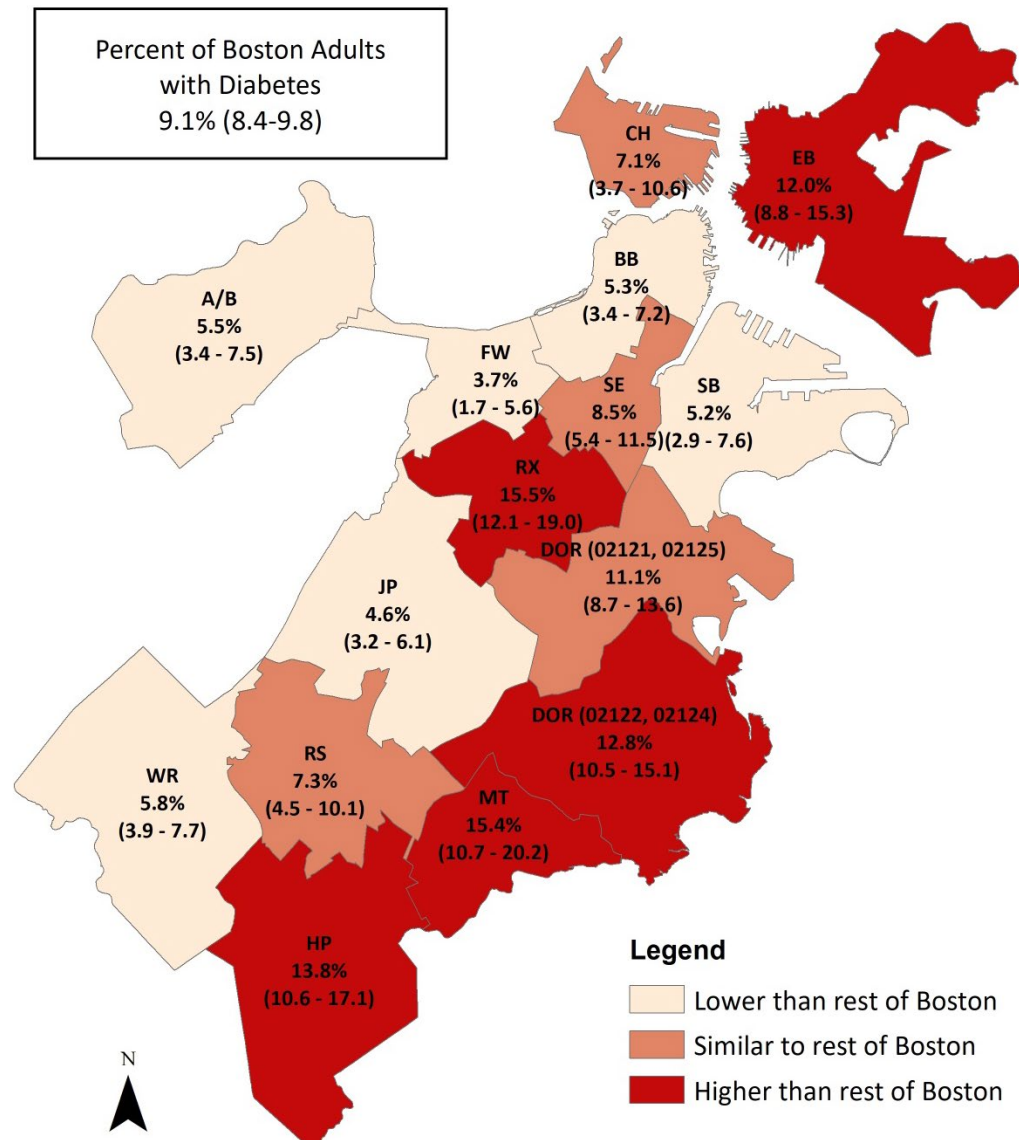 Percent of Boston Adults
with Diabetes
9.1% (8.4-9.8)
CH
7.1%
(3.7 - 10.6)
EB
12.0%
(8.8 - 15.3)
BB
5.3%
(3.4 - 7.2)
A/B
5.5%
(3.4 - 7.5)
FW
3.7%
(1.7 - 5.6)
SE
8.5%
(5.4 - 11.5)
SB
5.2%
(2.9 - 7.6)
RX
15.5%
(12.1 - 19.0)
DOR (02121, 02125)
11.1%
(8.7 - 13.6)
JP
4.6%
(3.2 - 6.1)
DOR (02122, 02124)
12.8%
(10.5 - 15.1)
RS
7.3%
(4.5 - 10.1)
WR
5.8%
(3.9 - 7.7)
MT
15.4%
(10.7 - 20.2)
HP
13.8%
(10.6 - 17.1)
Legend
Lower than rest of Boston
Similar to rest of Boston
Higher than rest of Boston
N